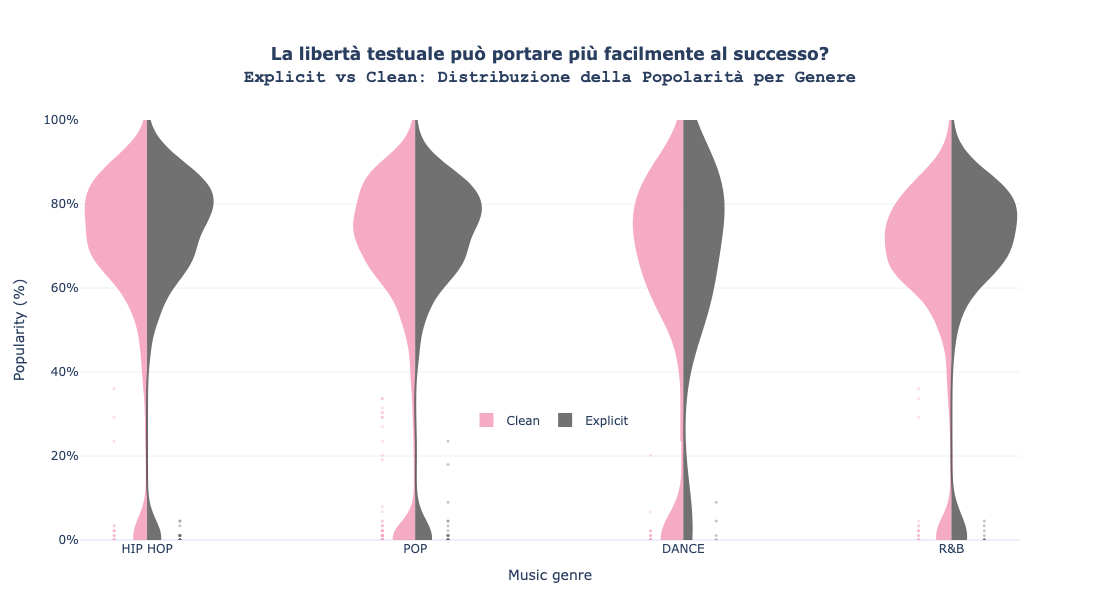 La libertà testuale può portare più facilmente al successo?
Explicit vs Clean: Distribuzione della Popolarità per Genere
100%
80%
60%
40%
20%
0%
Popularity (%)
Clean
Explicit
HIP HOP
POP
DANCE
R&B
Music genre